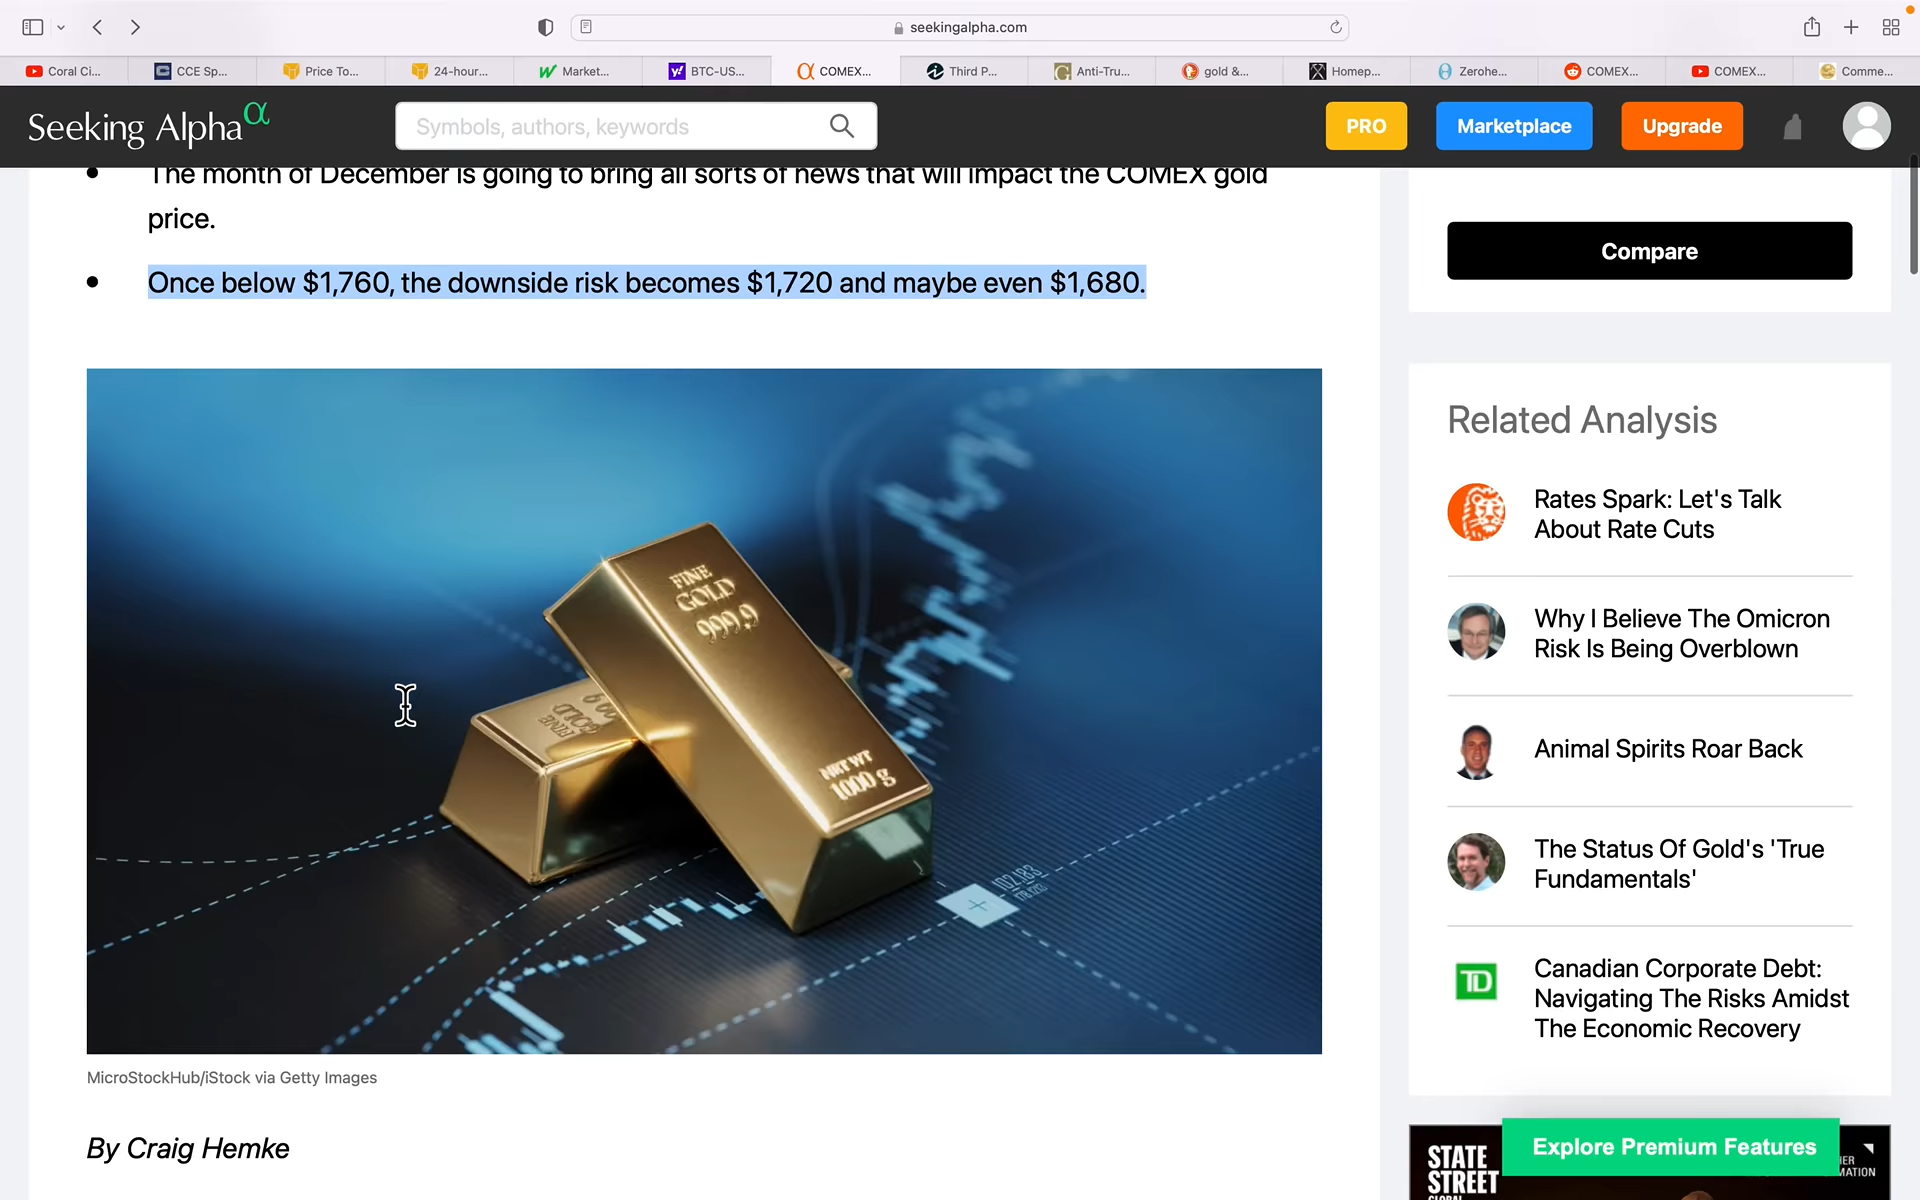 seekingalpha.com
Coral Ci...
CCE Sp...
Price To...
24-hour...
Market...
BTC-US...
COMEX...
Third P...
Anti-Tru...
gold &...
Homep...
Zerohe...
COMEX...
COMEX...
Comme...
Seeking Alpha α
Symbols, authors, keywords
PRO
Marketplace
Upgrade
The month of December is going to bring all sorts of news that will impact the COMEX gold
price.
Once below $1,760, the downside risk becomes $1,720 and maybe even $1,680.
FINE
GOLD
999.9
FINE
GOLD
NET WT
1000 g
MicroStockHub/iStock via Getty Images
By Craig Hemke
Compare
Related Analysis
Rates Spark: Let's Talk
About Rate Cuts
Why I Believe The Omicron
Risk Is Being Overblown
Animal Spirits Roar Back
The Status Of Gold's 'True
Fundamentals'
TD
Canadian Corporate Debt:
Navigating The Risks Amidst
The Economic Recovery
STATE
STREET
Explore Premium Features